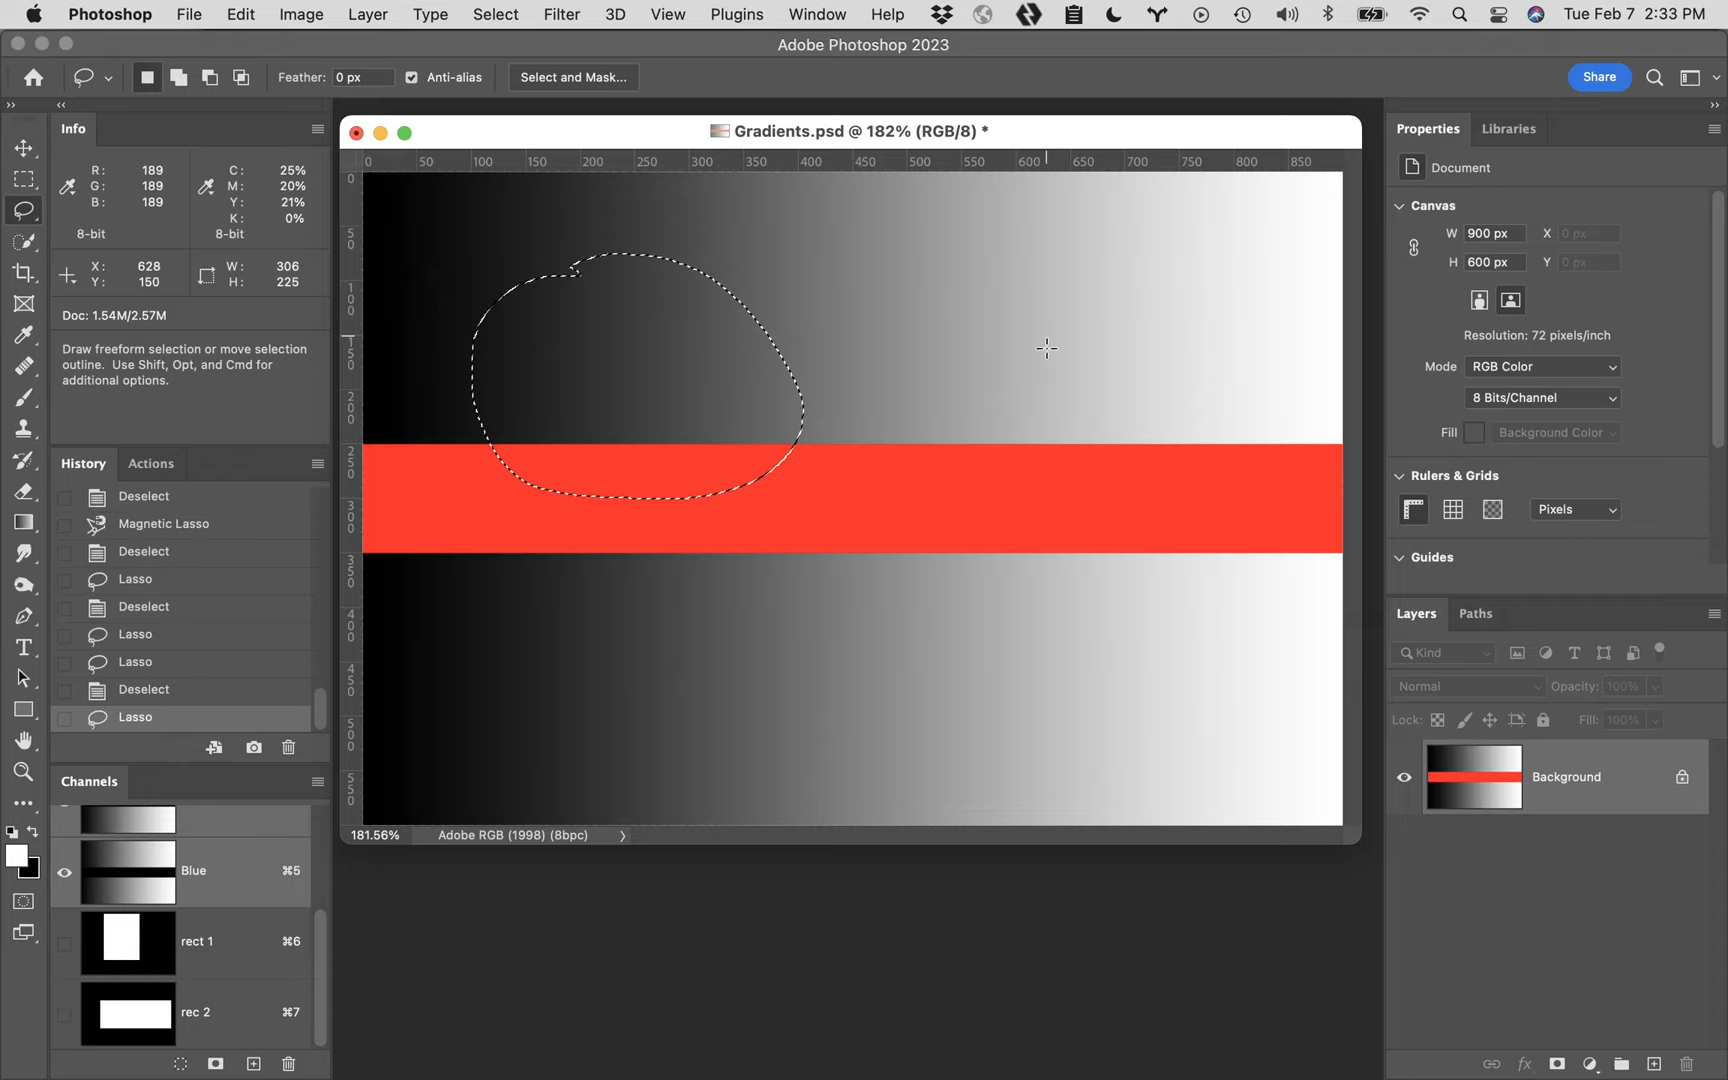 Photoshop File Edit Image Layer Type Select Filter 3D View Plugins Window Help Tue Feb 7 2:33 PM
Adobe Photoshop 2023
Feather: 0 px Anti-alias Select and Mask... Share
Info
R: 189 C: 25%
G: 189 M: 20%
B: 189 Y: 21%
K: 0%
8-bit 8-bit
X: 628 W: 306
Y: 150 H: 225
Doc: 1.54M/2.57M
Draw freeform selection or move selection
outline. Use Shift, Opt, and Cmd for
additional options.
History Actions
Deselect
Magnetic Lasso
Deselect
Lasso
Deselect
Lasso
Lasso
Deselect
Lasso
Channels
Blue ⌘5
rect 1 ⌘6
rec 2 ⌘7
Gradients.psd @ 182% (RGB/8) *
0 50 100 150 200 250 300 350 400 450 500 550 600 650 700 750 800 850
0
50
100
150
200
250
300
350
400
450
500
550
181.56% Adobe RGB (1998) (8bpc)
Properties Libraries
Document
Canvas
W 900 px X 0 px
H 600 px Y 0 px
Resolution: 72 pixels/inch
Mode RGB Color
8 Bits/Channel
Fill Background Color
Rulers & Grids
Pixels
Guides
Layers Paths
Kind
Normal Opacity: 100%
Lock: Fill: 100%
Background
fx